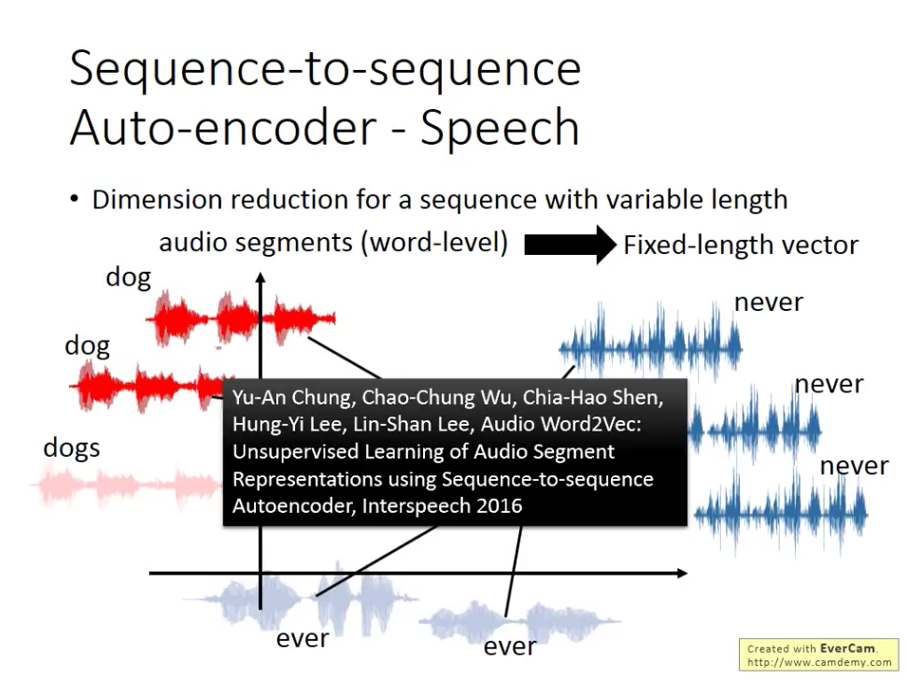 Sequence-to-sequence
Auto-encoder - Speech
• Dimension reduction for a sequence with variable length
audio segments (word-level)
Fixed-length vector
dog
never
dog
never
Yu-An Chung, Chao-Chung Wu, Chia-Hao Shen,
Hung-Yi Lee, Lin-Shan Lee, Audio Word2Vec:
Unsupervised Learning of Audio Segment
Representations using Sequence-to-sequence
Autoencoder, Interspeech 2016
dogs
never
ever
ever
Created with EverCam.
http://www.camdemy.com